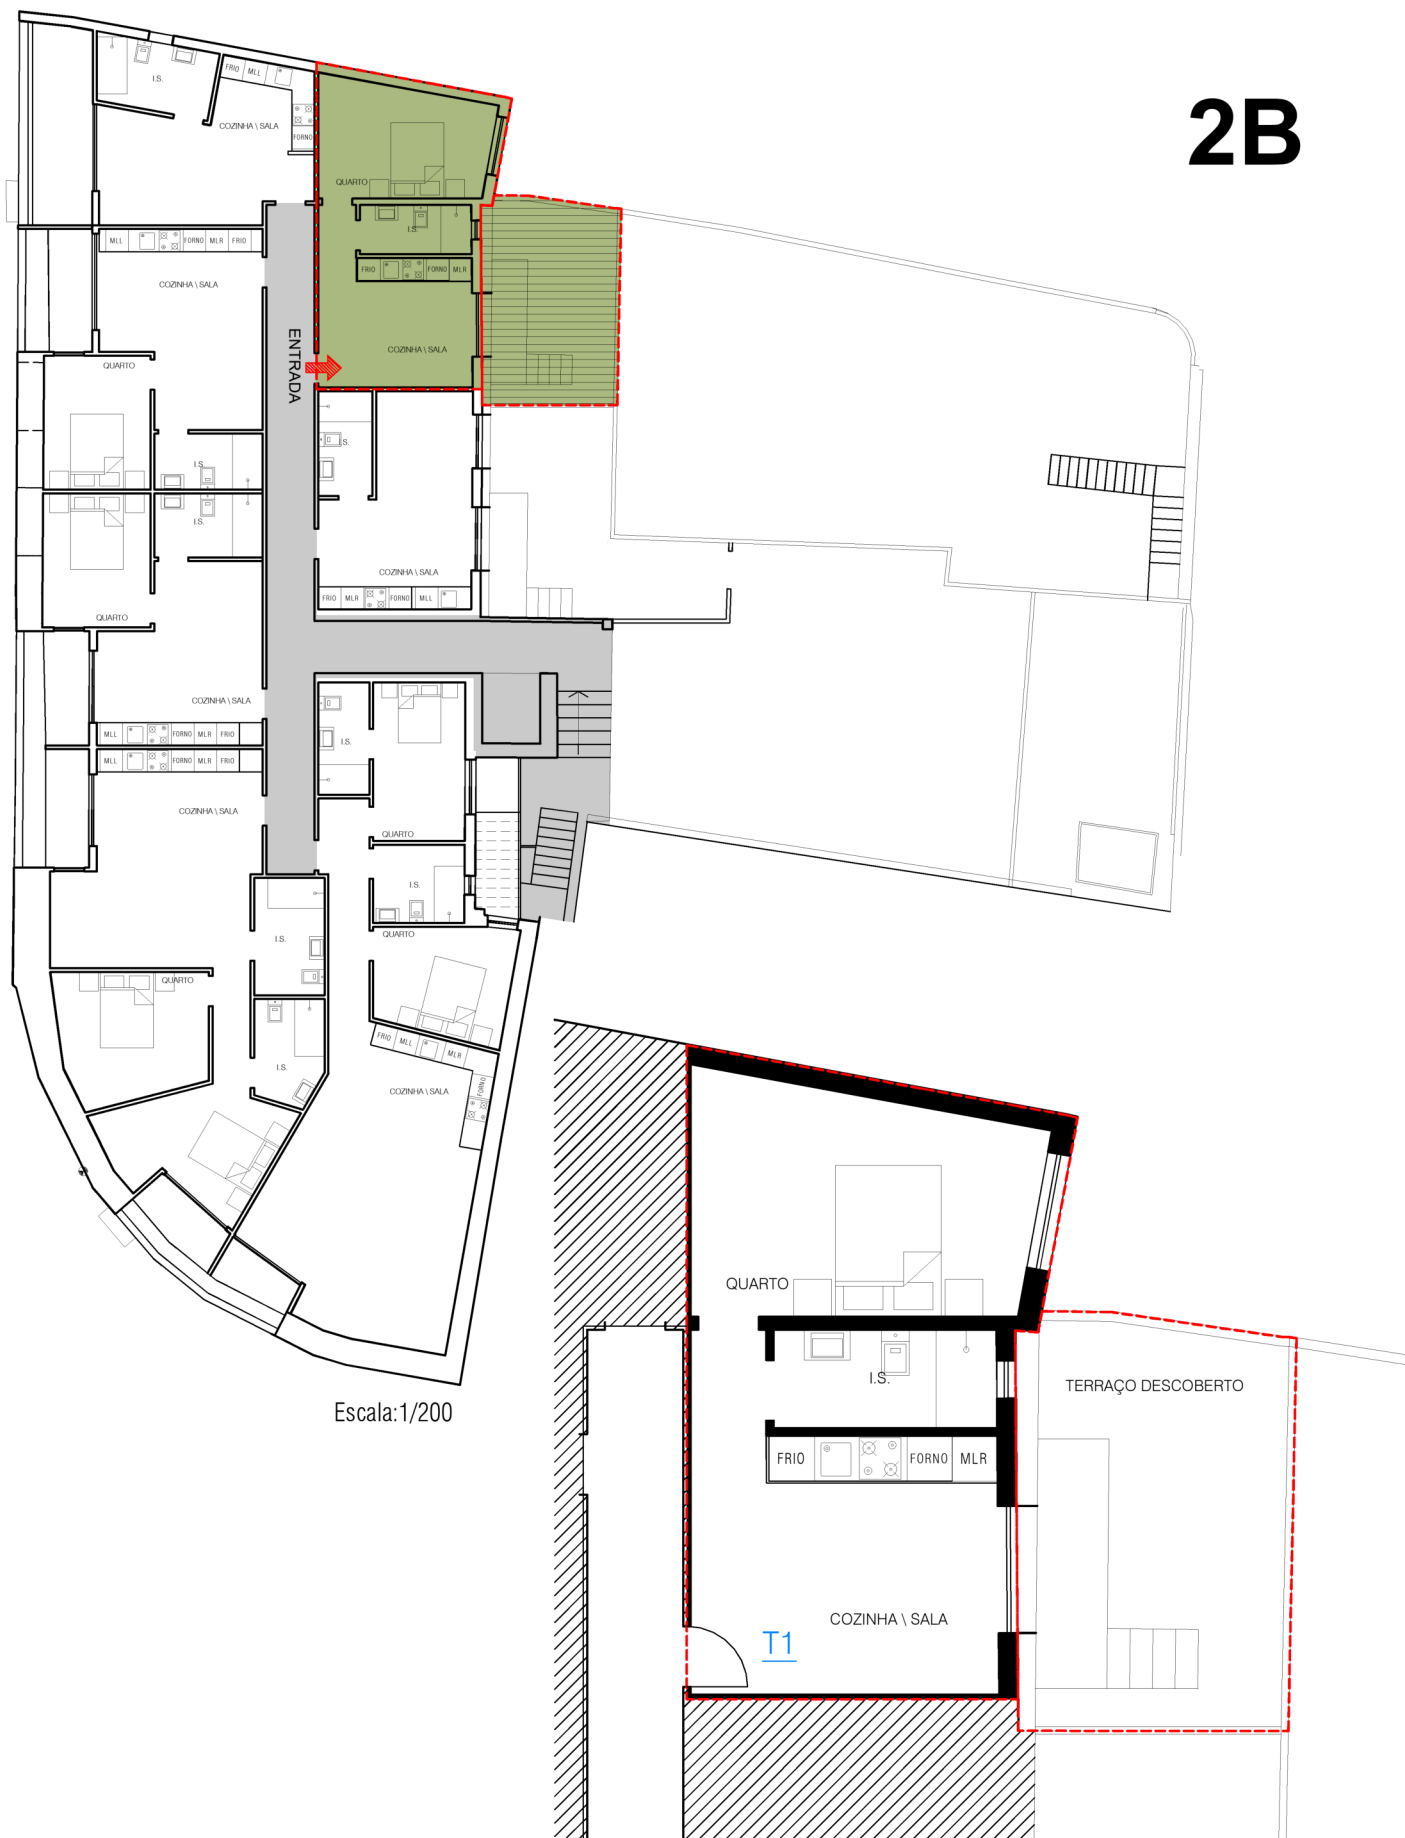 2B
I.S.
FRIO
MLL
COZINHA \ SALA
FORNO
QUARTO
I.S.
FRIO
FORNO
MLR
COZINHA \ SALA
ENTRADA
MLL
FORNO
MLR
FRIO
COZINHA \ SALA
QUARTO
I.S.
I.S.
I.S.
QUARTO
COZINHA \ SALA
COZINHA \ SALA
FRIO
MLR
FORNO
MLL
MLL
FORNO
MLR
FRIO
MLL
FORNO
MLR
FRIO
COZINHA \ SALA
I.S.
QUARTO
I.S.
QUARTO
I.S.
QUARTO
I.S.
FRIO
MLL
MLR
FORNO
COZINHA \ SALA
Escala:1/200
QUARTO
I.S.
TERRAÇO DESCOBERTO
FRIO
FORNO
MLR
COZINHA \ SALA
T1